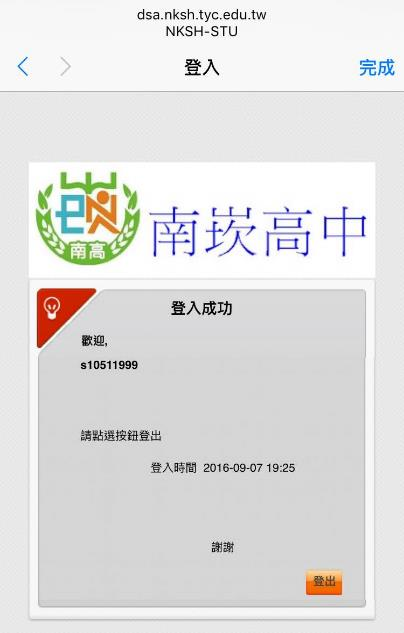 dsa.nksh.tyc.edu.tw
NKSH-STU
登入
完成
南高
南崁高中
登入成功
歡迎,
s10511999
請點選按鈕登出
登入時間 2016-09-07 19:25
謝謝
登出